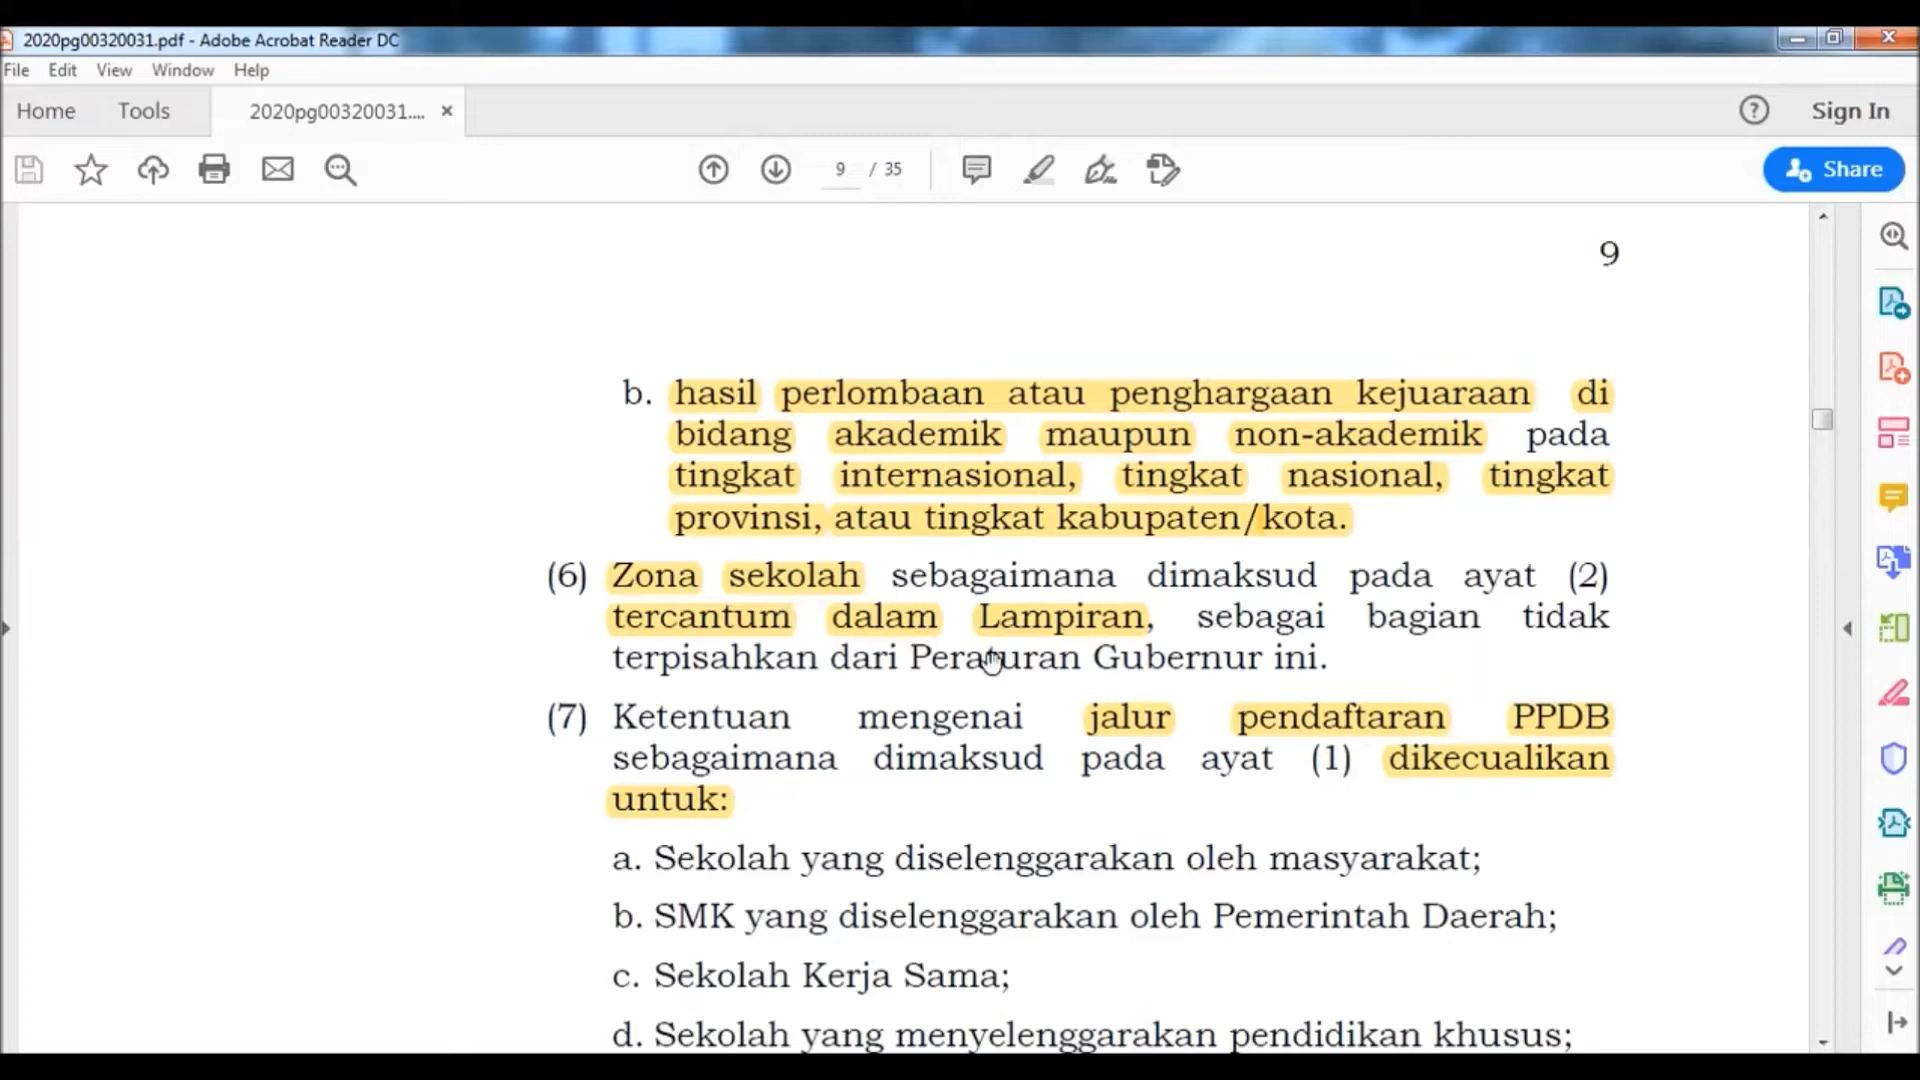 2020pg00320031.pdf - Adobe Acrobat Reader DC
File Edit View Window Help
Home Tools 2020pg00320031.... × ? Sign In
9 / 35 Share
9
b. hasil perlombaan atau penghargaan kejuaraan di
bidang akademik maupun non-akademik pada
tingkat internasional, tingkat nasional, tingkat
provinsi, atau tingkat kabupaten/kota.
(6) Zona sekolah sebagaimana dimaksud pada ayat (2)
tercantum dalam Lampiran, sebagai bagian tidak
terpisahkan dari Peraturan Gubernur ini.
(7) Ketentuan mengenai jalur pendaftaran PPDB
sebagaimana dimaksud pada ayat (1) dikecualikan
untuk:
a. Sekolah yang diselenggarakan oleh masyarakat;
b. SMK yang diselenggarakan oleh Pemerintah Daerah;
c. Sekolah Kerja Sama;
d. Sekolah yang menyelenggarakan pendidikan khusus;